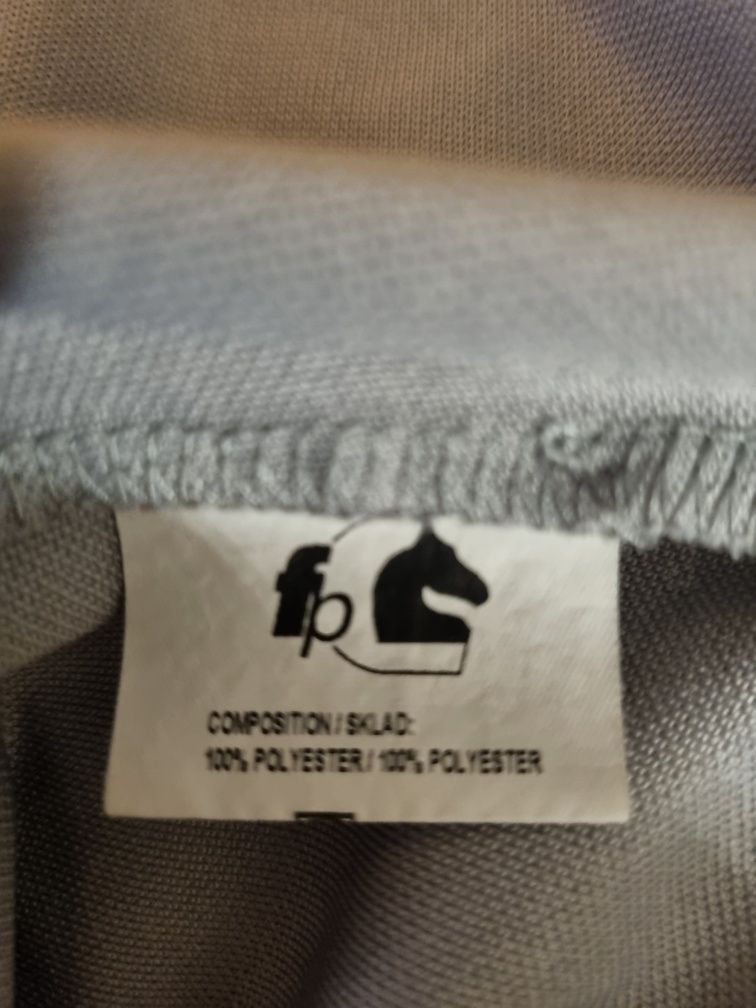 fp
COMPOSITION / SKLAD:
100% POLYESTER / 100% POLYESTER